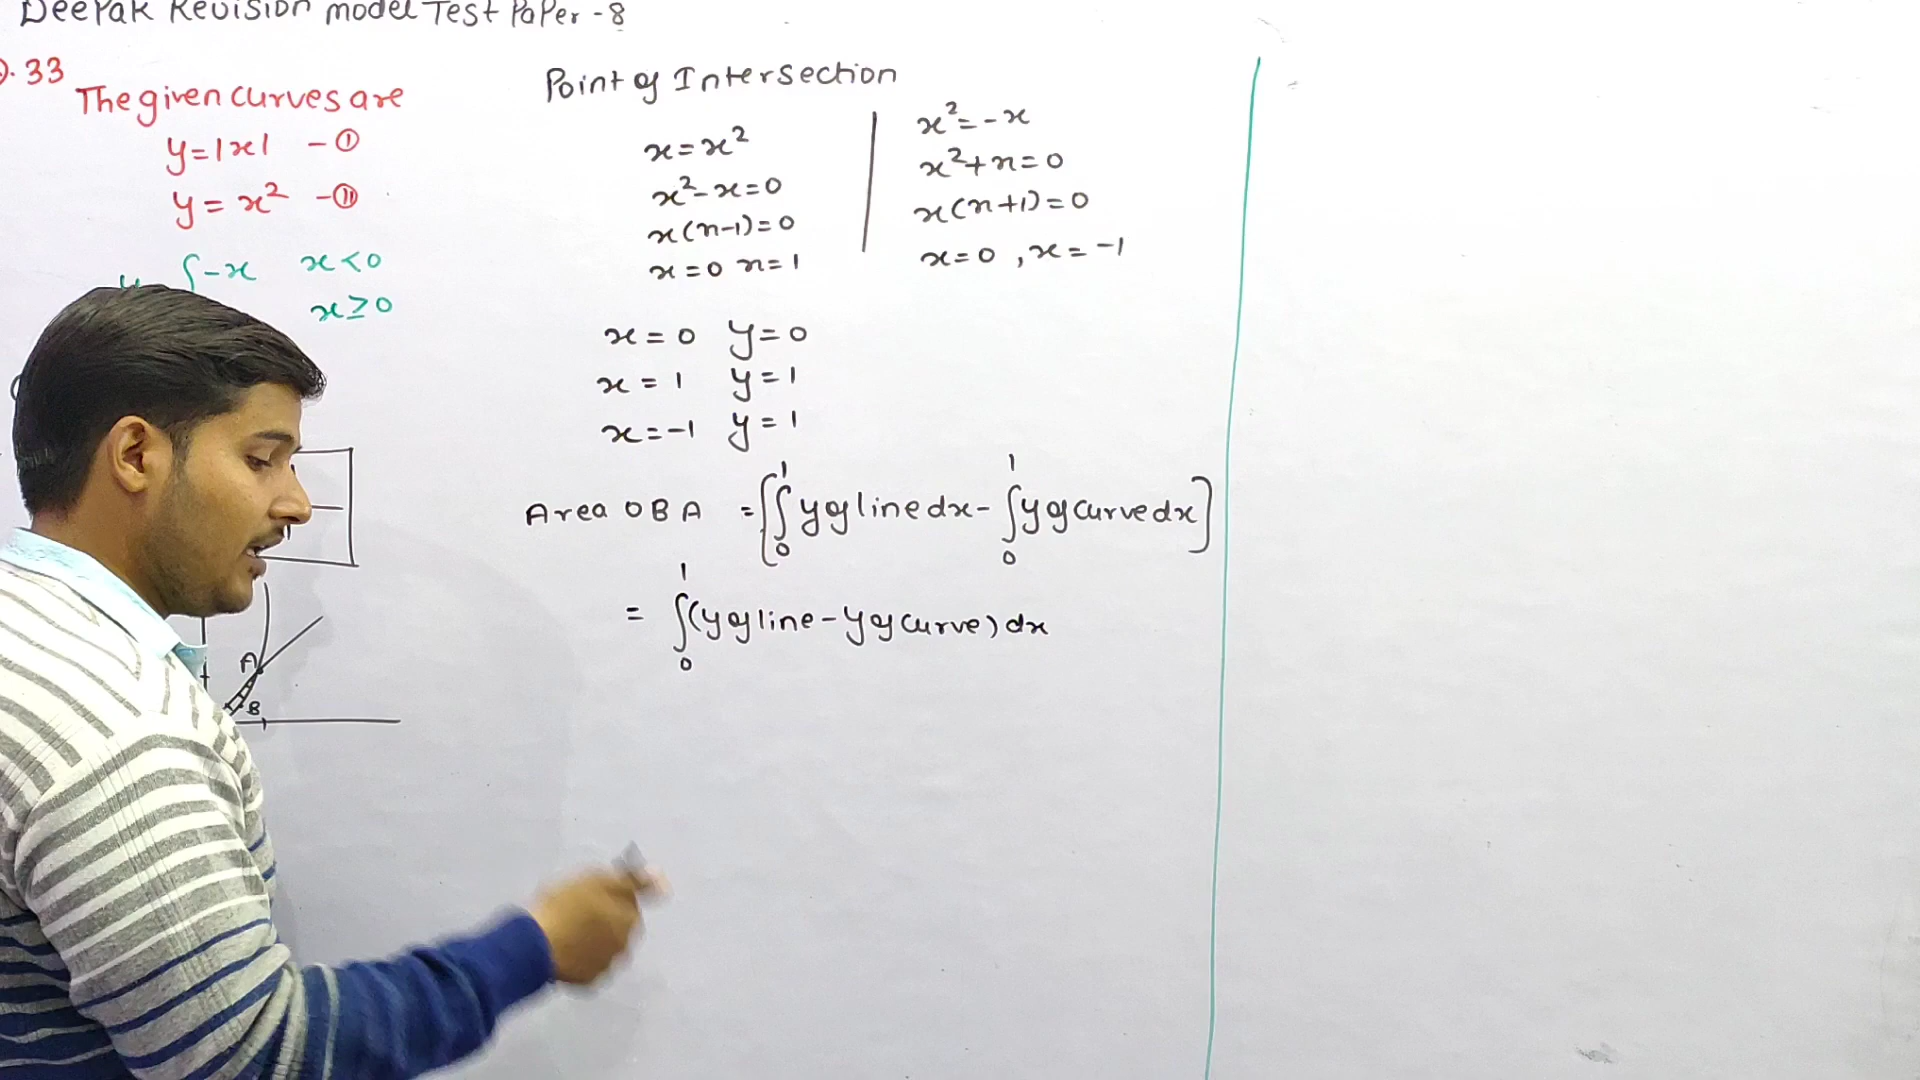 Deepak Revision model Test Paper - 8
Q. 33
The given curves are
y = |x| - ①
y = x² - ⑪
{ -x x < 0
x ≥ 0
A
B
Point of Intersection
x = x²
x² - x = 0
x(x-1) = 0
x = 0 x = 1
x² = -x
x² + x = 0
x(x+1) = 0
x = 0 , x = -1
x = 0 y = 0
x = 1 y = 1
x = -1 y = 1
Area OBA = [∫₀¹ y of line dx - ∫₀¹ y of curve dx]
= ∫₀¹ (y of line - y of curve) dx